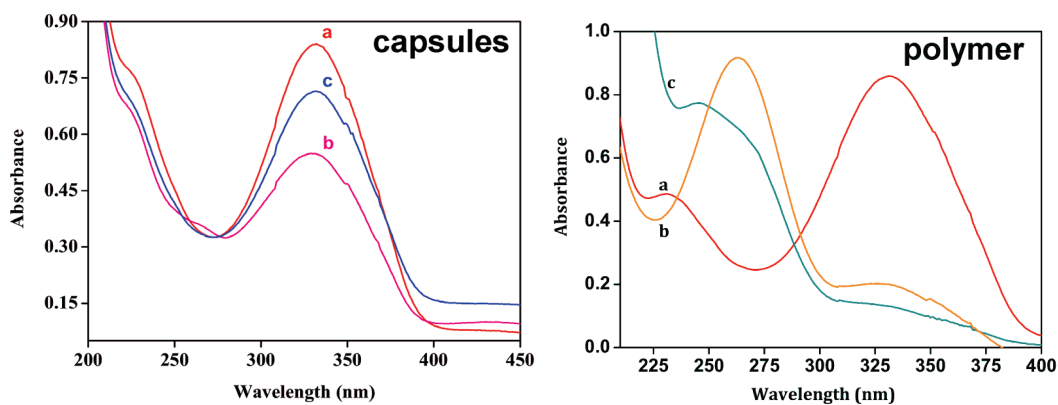 capsules
0.90
0.75
0.60
0.45
0.30
0.15
Absorbance
a
c
b
200 250 300 350 400 450
Wavelength (nm)
polymer
1.0
0.8
0.6
0.4
0.2
0.0
Absorbance
c
a
b
225 250 275 300 325 350 375 400
Wavelength (nm)